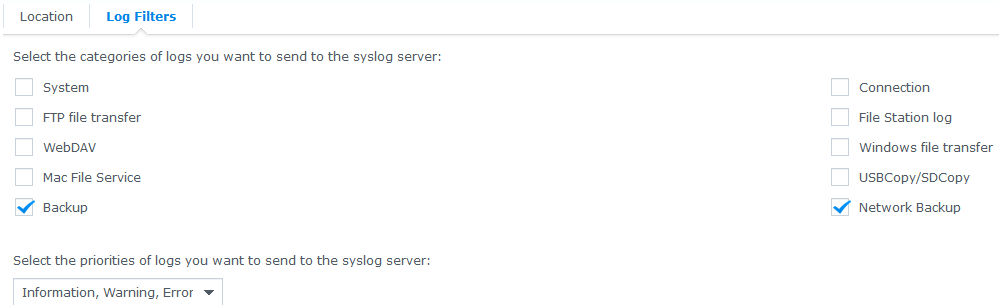 Location Log Filters
Select the categories of logs you want to send to the syslog server:
System Connection
FTP file transfer File Station log
WebDAV Windows file transfer
Mac File Service USBCopy/SDCopy
Backup Network Backup
Select the priorities of logs you want to send to the syslog server:
Information, Warning, Error